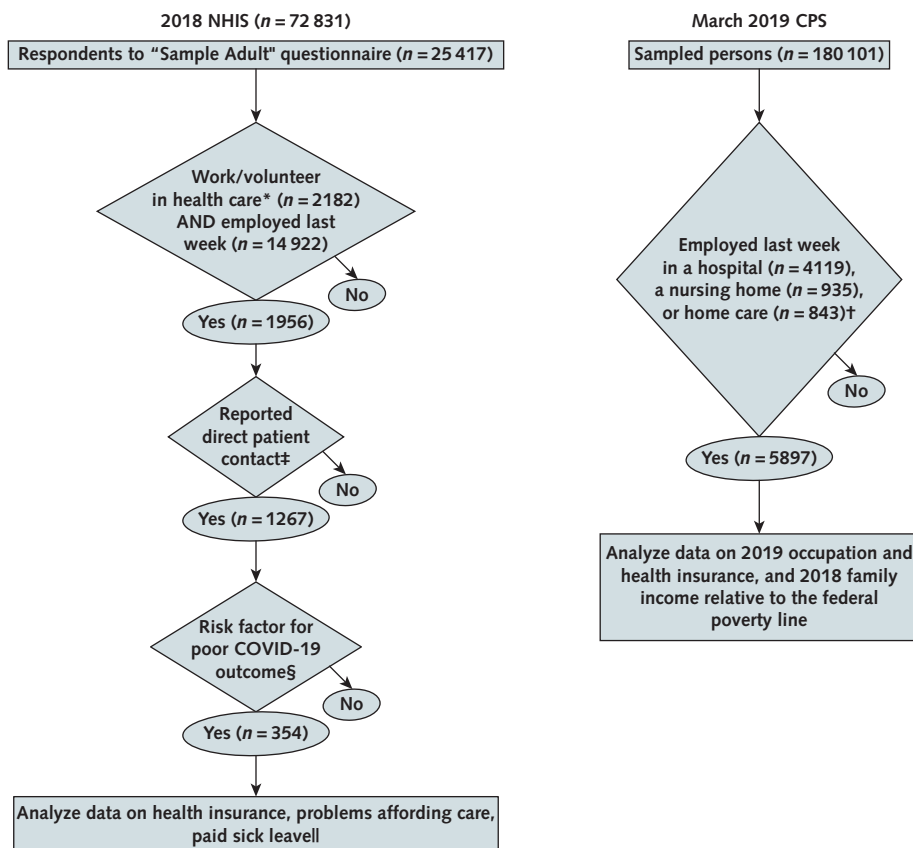 2018 NHIS (n = 72 831)
Respondents to “Sample Adult" questionnaire (n = 25 417)
Work/volunteer
in health care* (n = 2182)
AND employed last
week (n = 14 922)
No
Yes (n = 1956)
Reported
direct patient
contact‡
No
Yes (n = 1267)
Risk factor for
poor COVID-19
outcome§
No
Yes (n = 354)
Analyze data on health insurance, problems affording care,
paid sick leave‖
March 2019 CPS
Sampled persons (n = 180 101)
Employed last week
in a hospital (n = 4119),
a nursing home (n = 935),
or home care (n = 843)†
No
Yes (n = 5897)
Analyze data on 2019 occupation and
health insurance, and 2018 family
income relative to the federal
poverty line